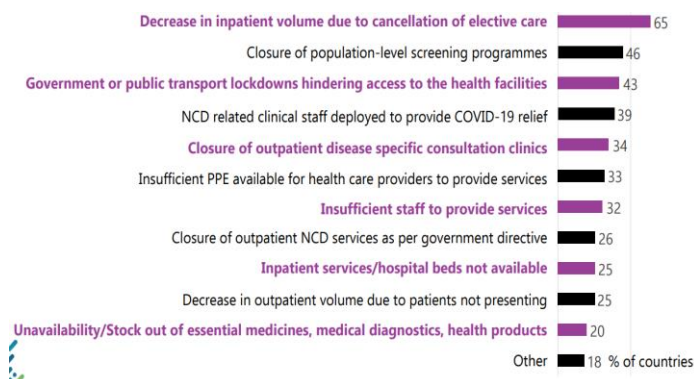 Decrease in inpatient volume due to cancellation of elective care 65
Closure of population-level screening programmes 46
Government or public transport lockdowns hindering access to the health facilities 43
NCD related clinical staff deployed to provide COVID-19 relief 39
Closure of outpatient disease specific consultation clinics 34
Insufficient PPE available for health care providers to provide services 33
Insufficient staff to provide services 32
Closure of outpatient NCD services as per government directive 26
Inpatient services/hospital beds not available 25
Decrease in outpatient volume due to patients not presenting 25
Unavailability/Stock out of essential medicines, medical diagnostics, health products 20
Other 18 % of countries